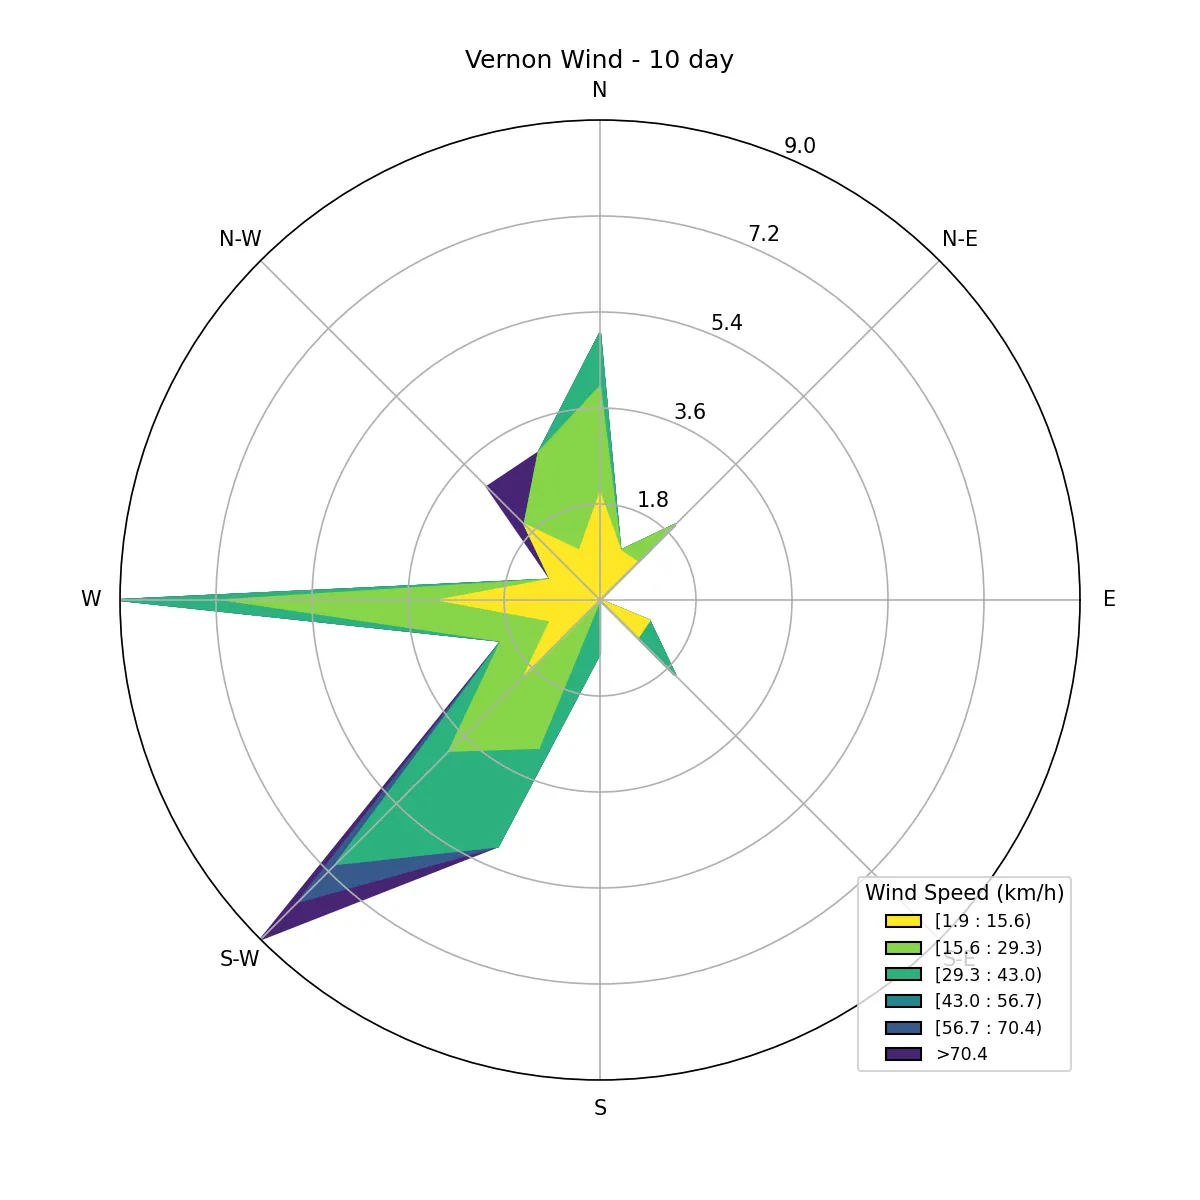 Vernon Wind - 10 day
N
9.0
N-W
7.2
N-E
5.4
3.6
1.8
W
E
Wind Speed (km/h)
[1.9 : 15.6)
[15.6 : 29.3)
S-W
S-E
[29.3 : 43.0)
[43.0 : 56.7)
[56.7 : 70.4)
>70.4
S